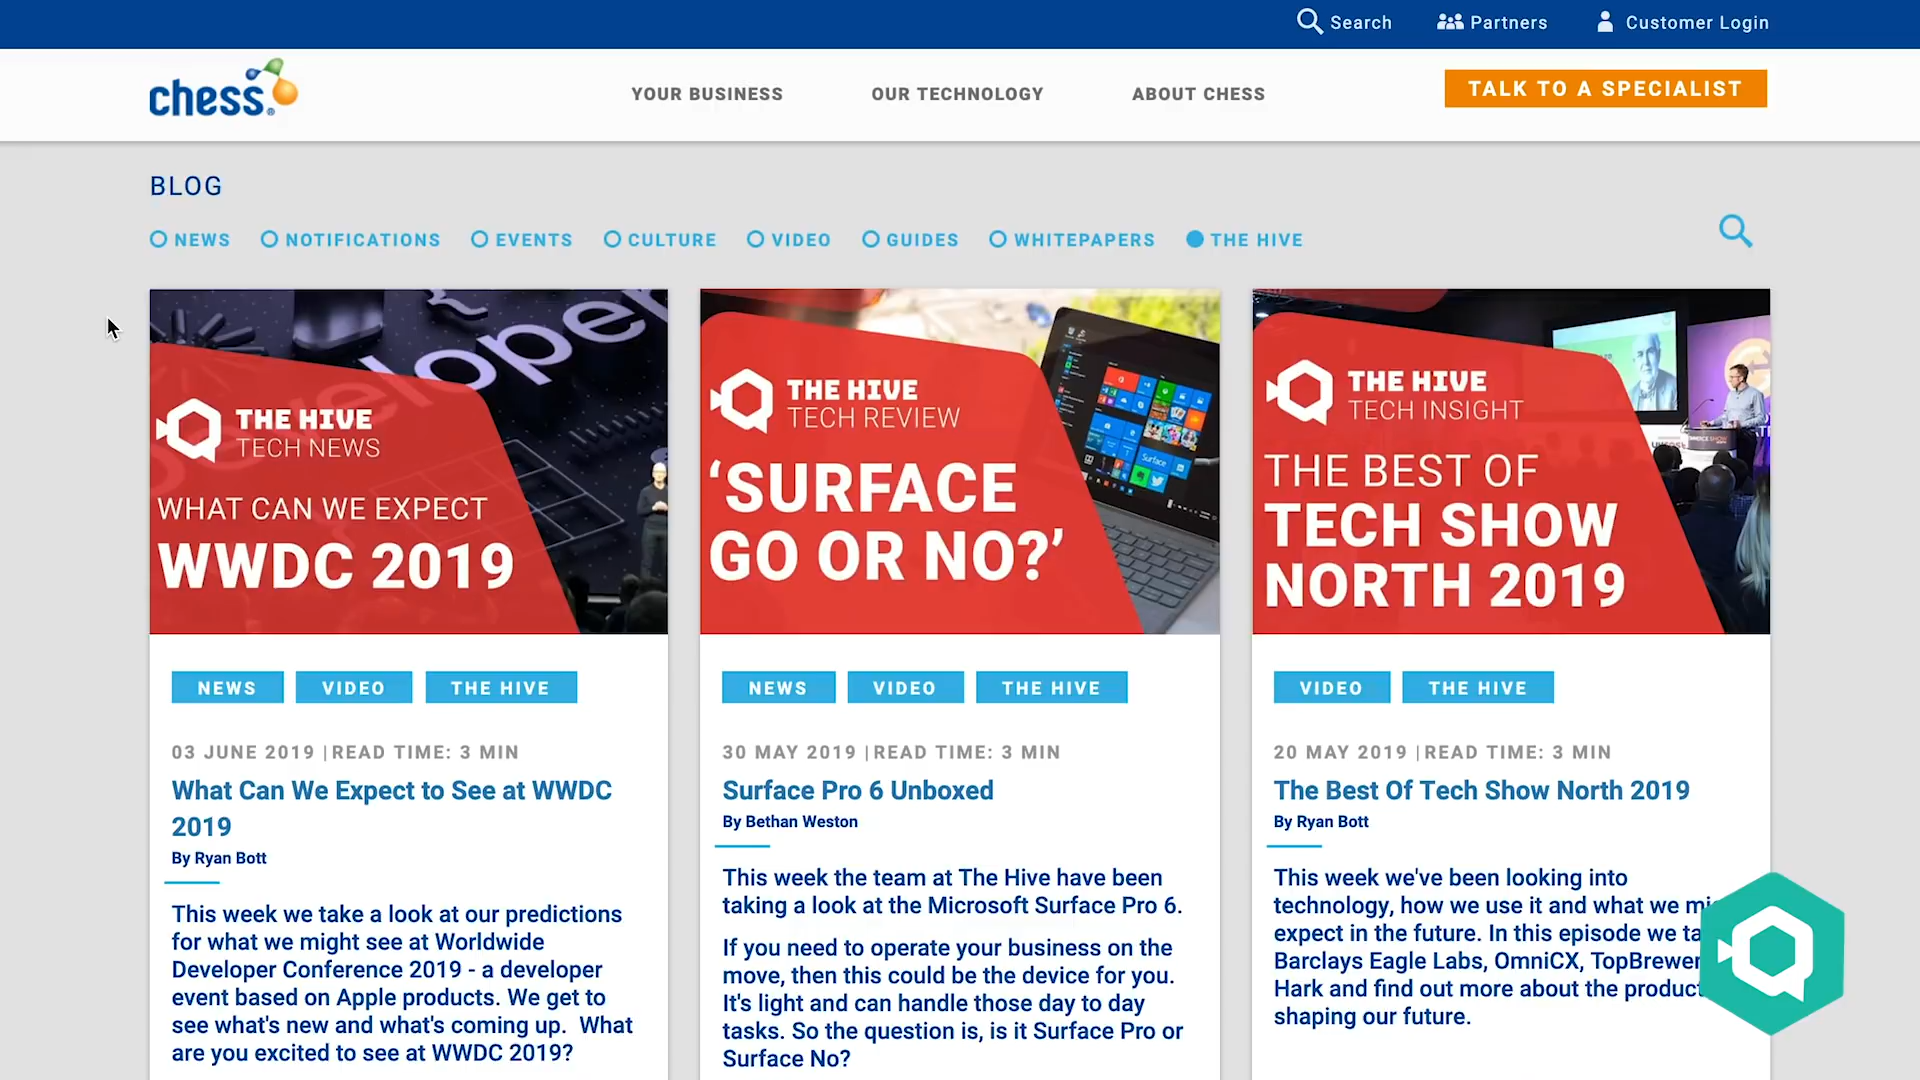 Search
Partners
Customer Login
chess
YOUR BUSINESS
OUR TECHNOLOGY
ABOUT CHESS
TALK TO A SPECIALIST
BLOG
NEWS
NOTIFICATIONS
EVENTS
CULTURE
VIDEO
GUIDES
WHITEPAPERS
THE HIVE
eloper
THE HIVE
TECH NEWS
WHAT CAN WE EXPECT
WWDC 2019
NEWS
VIDEO
THE HIVE
03 JUNE 2019 | READ TIME: 3 MIN
What Can We Expect to See at WWDC
2019
By Ryan Bott
This week we take a look at our predictions
for what we might see at Worldwide
Developer Conference 2019 - a developer
event based on Apple products. We get to
see what's new and what's coming up. What
are you excited to see at WWDC 2019?
THE HIVE
TECH REVIEW
‘SURFACE
GO OR NO?’
Surface
NEWS
VIDEO
THE HIVE
30 MAY 2019 | READ TIME: 3 MIN
Surface Pro 6 Unboxed
By Bethan Weston
This week the team at The Hive have been
taking a look at the Microsoft Surface Pro 6.
If you need to operate your business on the
move, then this could be the device for you.
It's light and can handle those day to day
tasks. So the question is, is it Surface Pro or
Surface No?
THE HIVE
TECH INSIGHT
THE BEST OF
TECH SHOW
NORTH 2019
VIDEO
THE HIVE
20 MAY 2019 | READ TIME: 3 MIN
The Best Of Tech Show North 2019
By Ryan Bott
This week we've been looking into
technology, how we use it and what we mi
expect in the future. In this episode we ta
Barclays Eagle Labs, OmniCX, TopBrewer
Hark and find out more about the product
shaping our future.